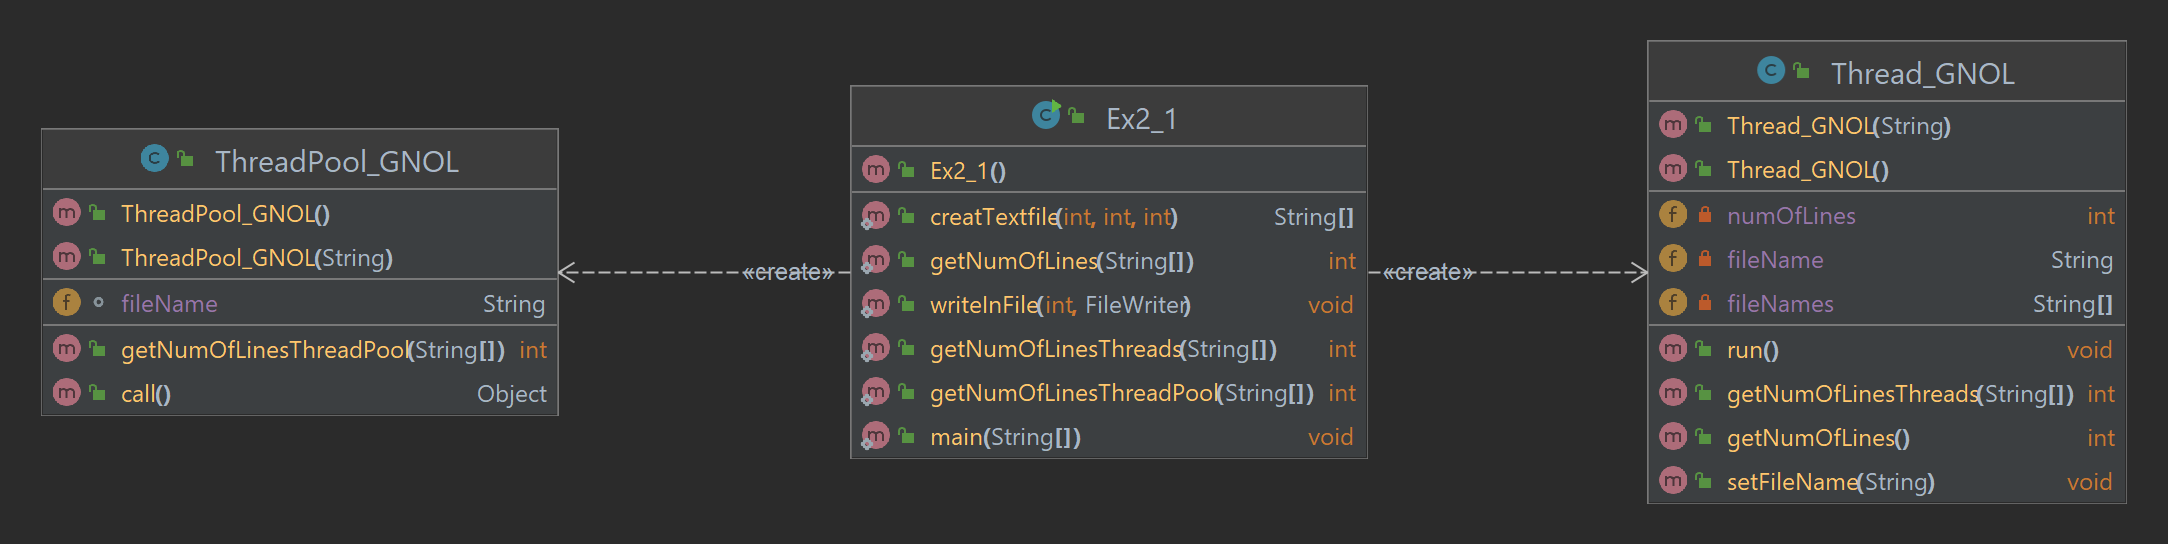 ThreadPool_GNOL
ThreadPool_GNOL()
ThreadPool_GNOL(String)
fileName String
getNumOfLinesThreadPool(String[]) int
call() Object
«create»
Ex2_1
Ex2_1()
creatTextfile(int, int, int) String[]
getNumOfLines(String[]) int
writeInFile(int, FileWriter) void
getNumOfLinesThreads(String[]) int
getNumOfLinesThreadPool(String[]) int
main(String[]) void
«create»
Thread_GNOL
Thread_GNOL(String)
Thread_GNOL()
numOfLines int
fileName String
fileNames String[]
run() void
getNumOfLinesThreads(String[]) int
getNumOfLines() int
setFileName(String) void